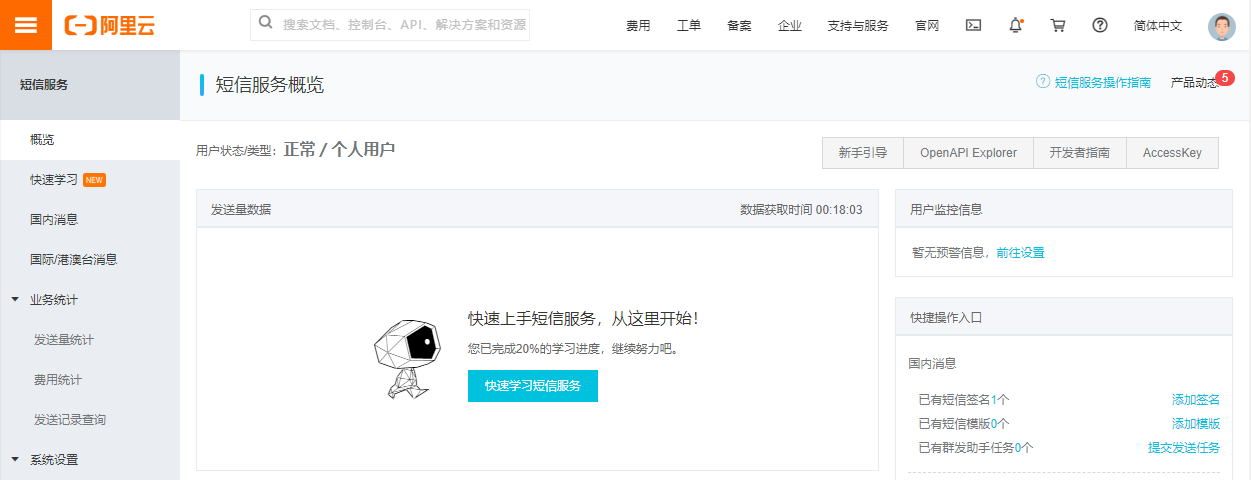 阿里云
搜索文档、控制台、API、解决方案和资源
费用 工单 备案 企业 支持与服务 官网 简体中文
短信服务
短信服务概览
短信服务操作指南
产品动态
5
概览
快速学习 NEW
国内消息
国际/港澳台消息
业务统计
发送量统计
费用统计
发送记录查询
系统设置
用户状态/类型：正常 / 个人用户
新手引导 OpenAPI Explorer 开发者指南 AccessKey
发送量数据 数据获取时间 00:18:03
快速上手短信服务，从这里开始！
您已完成20%的学习进度，继续努力吧。
快速学习短信服务
用户监控信息
暂无预警信息，前往设置
快捷操作入口
国内消息
已有短信签名1个 添加签名
已有短信模版0个 添加模版
已有群发助手任务0个 提交发送任务